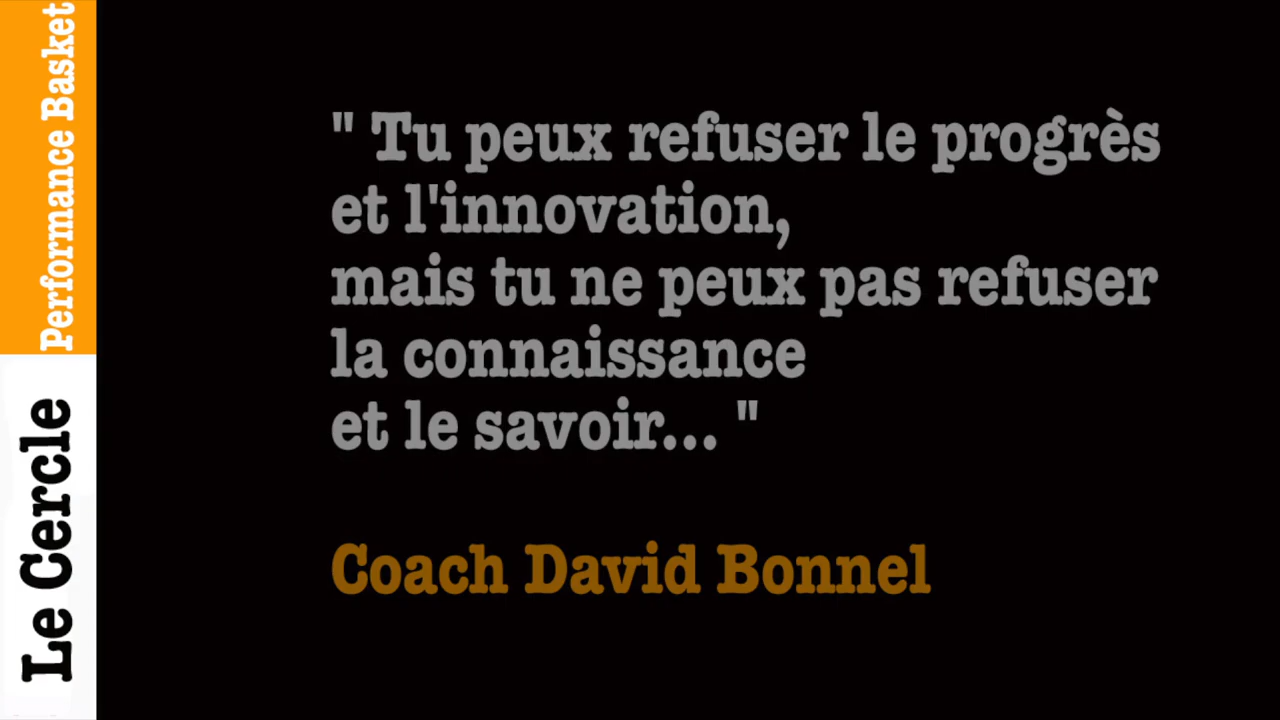 Le Cercle
Performance Basket
" Tu peux refuser le progrès
et l'innovation,
mais tu ne peux pas refuser
la connaissance
et le savoir... "
Coach David Bonnel